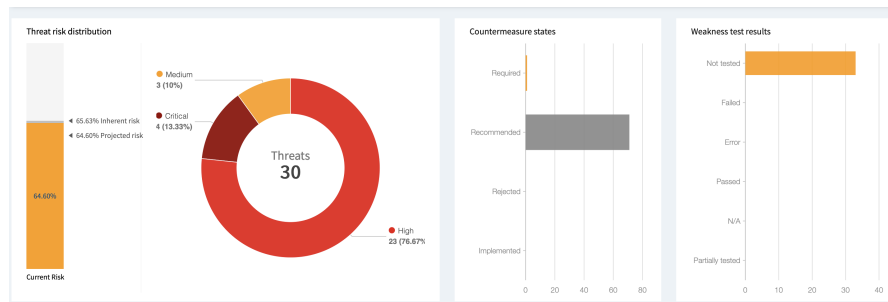 Threat risk distribution
65.63% Inherent risk
64.60% Projected risk
64.60%
Current Risk
Medium
3 (10%)
Critical
4 (13.33%)
Threats
30
High
23 (76.67%
Countermeasure states
Required
Recommended
Rejected
Implemented
0 20 40 60 80
Weakness test results
Not tested
Failed
Error
Passed
N/A
Partially tested
0 10 20 30 40